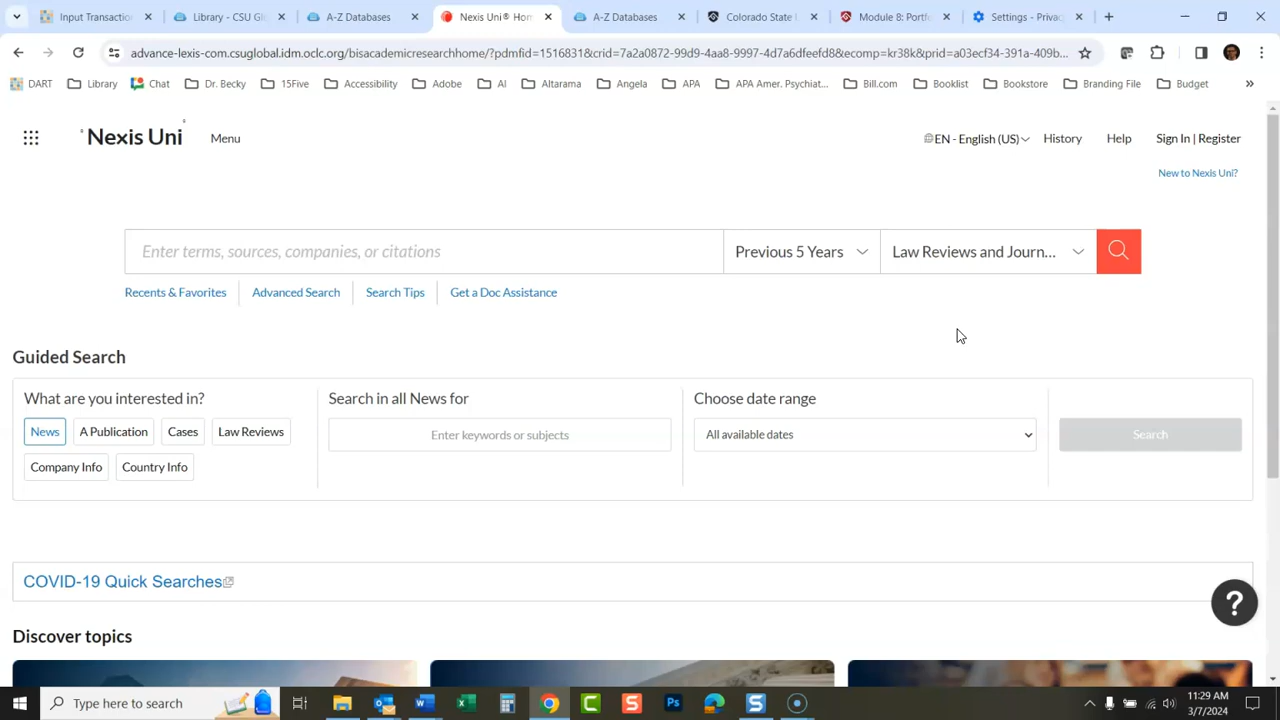 Input Transaction
Library - CSU Gl
A-Z Databases
Nexis Uni® Hom
A-Z Databases
Colorado State U
Module 8: Portfo
Settings - Privac
advance-lexis-com.csuglobal.idm.oclc.org/bisacademicresearchhome/?pdmfid=1516831&crid=7a2a0872-99d9-4aa8-9997-4d7a6dfeefd8&ecomp=kr38k&prid=a03ecf34-391a-409b...
DART
Library
Chat
Dr. Becky
15Five
Accessibility
Adobe
AI
Altarama
Angela
APA
APA Amer. Psychiat...
Bill.com
Booklist
Bookstore
Branding File
Budget
»
Nexis Uni
Menu
EN - English (US)
History
Help
Sign In | Register
New to Nexis Uni?
Enter terms, sources, companies, or citations
Previous 5 Years
Law Reviews and Journ...
Recents & Favorites
Advanced Search
Search Tips
Get a Doc Assistance
Guided Search
What are you interested in?
Search in all News for
Choose date range
News
A Publication
Cases
Law Reviews
Enter keywords or subjects
All available dates
Search
Company Info
Country Info
COVID-19 Quick Searches
?
Discover topics
Type here to search
11:29 AM
3/7/2024